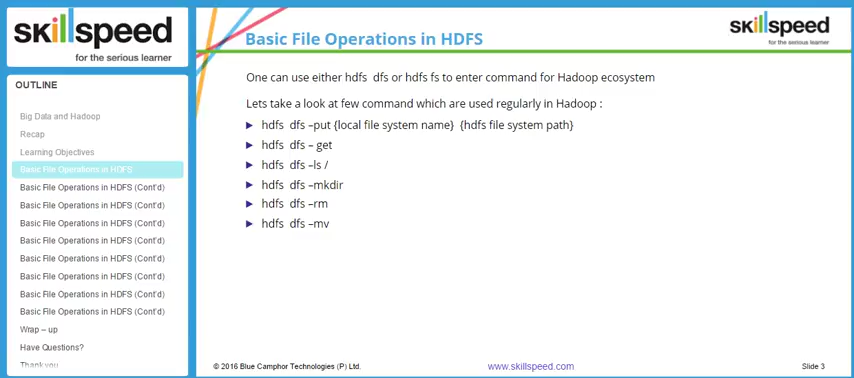 skillspeed
for the serious learner
OUTLINE
Big Data and Hadoop
Recap
Learning Objectives
Basic File Operations in HDFS
Basic File Operations in HDFS (Cont'd)
Basic File Operations in HDFS (Cont'd)
Basic File Operations in HDFS (Cont'd)
Basic File Operations in HDFS (Cont'd)
Basic File Operations in HDFS (Cont'd)
Basic File Operations in HDFS (Cont'd)
Basic File Operations in HDFS (Cont'd)
Basic File Operations in HDFS (Cont'd)
Wrap – up
Have Questions?
Thank you
Basic File Operations in HDFS
skillspeed
for the serious learner
One can use either hdfs dfs or hdfs fs to enter command for Hadoop ecosystem
Lets take a look at few command which are used regularly in Hadoop :
hdfs dfs –put {local file system name} {hdfs file system path}
hdfs dfs – get
hdfs dfs –ls /
hdfs dfs –mkdir
hdfs dfs –rm
hdfs dfs –mv
© 2016 Blue Camphor Technologies (P) Ltd.
www.skillspeed.com
Slide 3